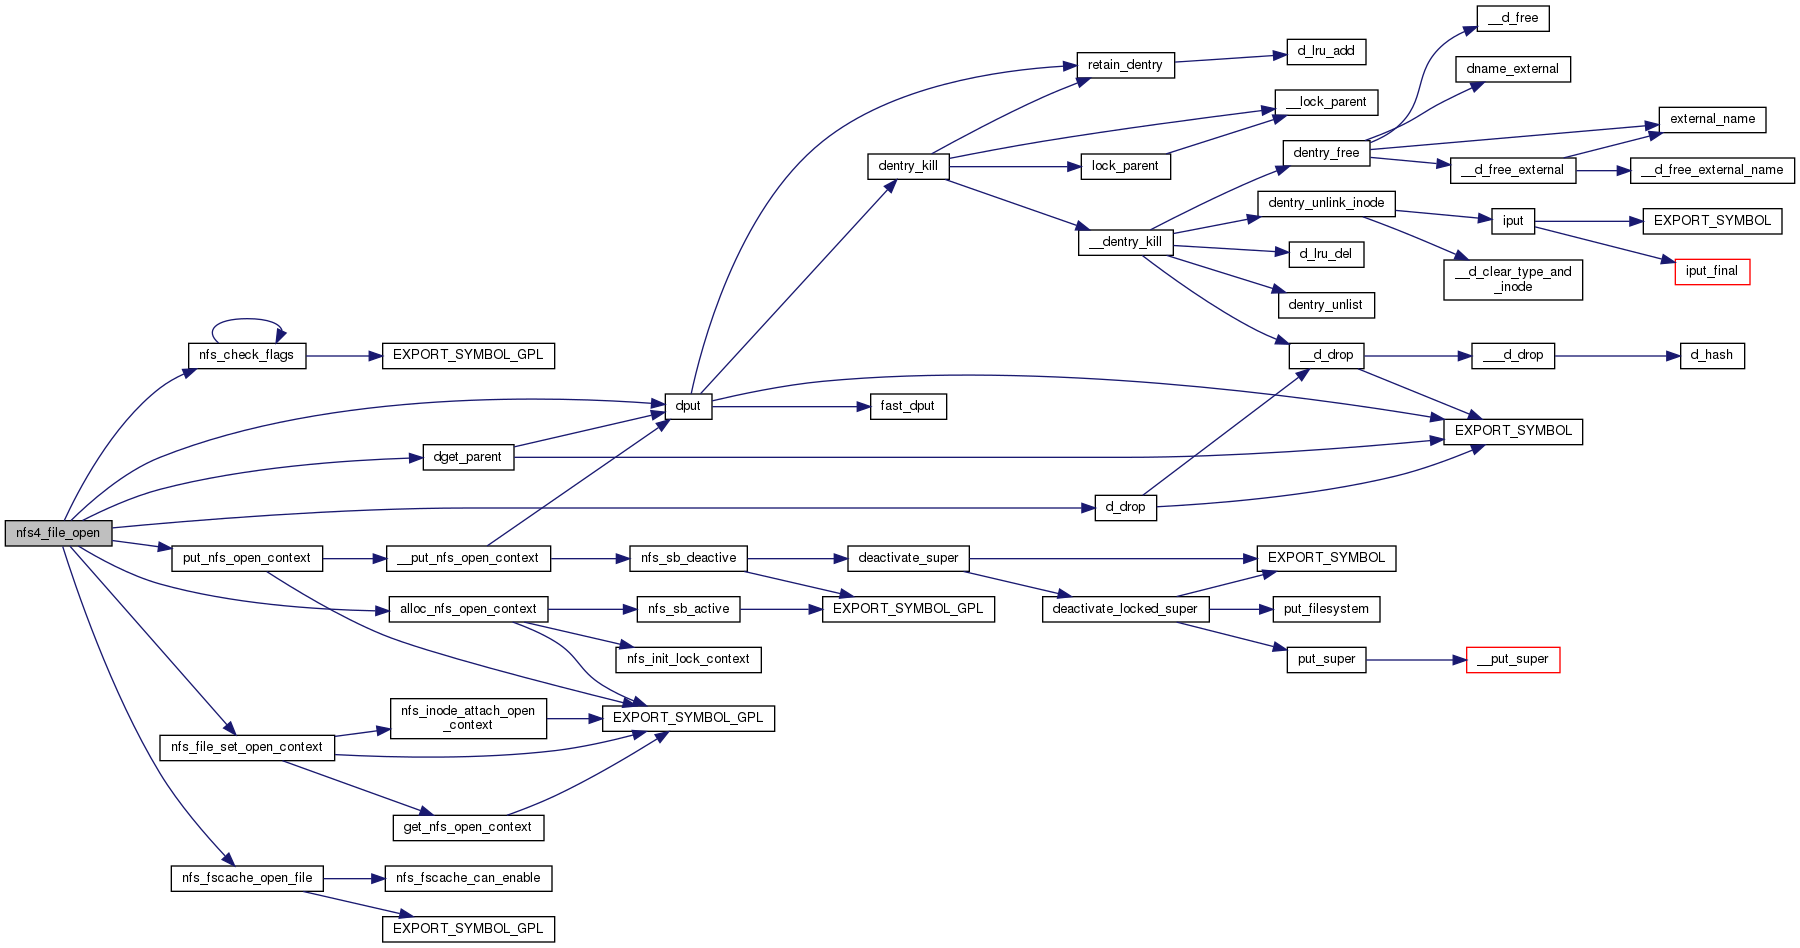 __d_free
d_lru_add
retain_dentry
dname_external
__lock_parent
external_name
dentry_free
dentry_kill
lock_parent
__d_free_external
__d_free_external_name
dentry_unlink_inode
iput
EXPORT_SYMBOL
__dentry_kill
d_lru_del
iput_final
__d_clear_type_and
_inode
dentry_unlist
nfs_check_flags
EXPORT_SYMBOL_GPL
__d_drop
___d_drop
d_hash
dput
fast_dput
EXPORT_SYMBOL
dget_parent
d_drop
nfs4_file_open
put_nfs_open_context
__put_nfs_open_context
nfs_sb_deactive
deactivate_super
EXPORT_SYMBOL
alloc_nfs_open_context
nfs_sb_active
EXPORT_SYMBOL_GPL
deactivate_locked_super
put_filesystem
nfs_init_lock_context
put_super
__put_super
nfs_inode_attach_open
_context
EXPORT_SYMBOL_GPL
nfs_file_set_open_context
get_nfs_open_context
nfs_fscache_open_file
nfs_fscache_can_enable
EXPORT_SYMBOL_GPL